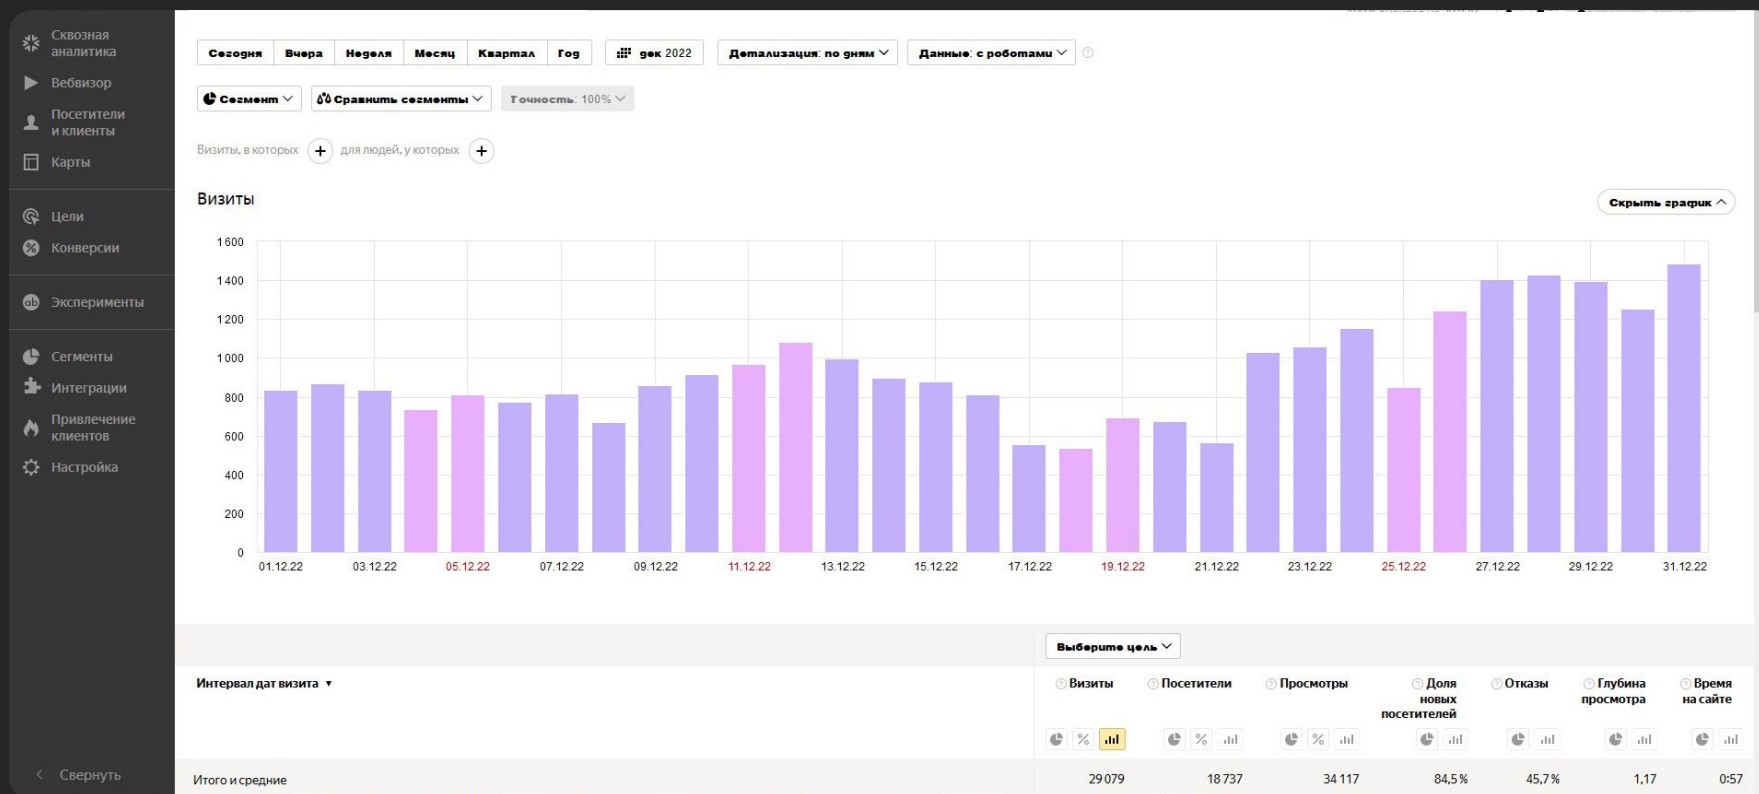 Сквозная
аналитика
Вебвизор
Посетители
и клиенты
Карты
Цели
Конверсии
Эксперименты
Сегменты
Интеграции
Привлечение
клиентов
Настройка
Свернуть
Сегодня Вчера Неделя Месяц Квартал Год дек 2022 Детализация: по дням Данные: с роботами
Сегмент Сравнить сегменты Точность: 100%
Визиты, в которых + для людей, у которых +
Визиты
Скрыть график
1600
1400
1200
1000
800
600
400
200
0
01.12.22 03.12.22 05.12.22 07.12.22 09.12.22 11.12.22 13.12.22 15.12.22 17.12.22 19.12.22 21.12.22 23.12.22 25.12.22 27.12.22 29.12.22 31.12.22
Выберите цель
Интервал дат визита ▼ Визиты Посетители Просмотры Доля новых посетителей Отказы Глубина просмотра Время на сайте
Итого и средние 29 079 18 737 34 117 84,5 % 45,7 % 1,17 0:57